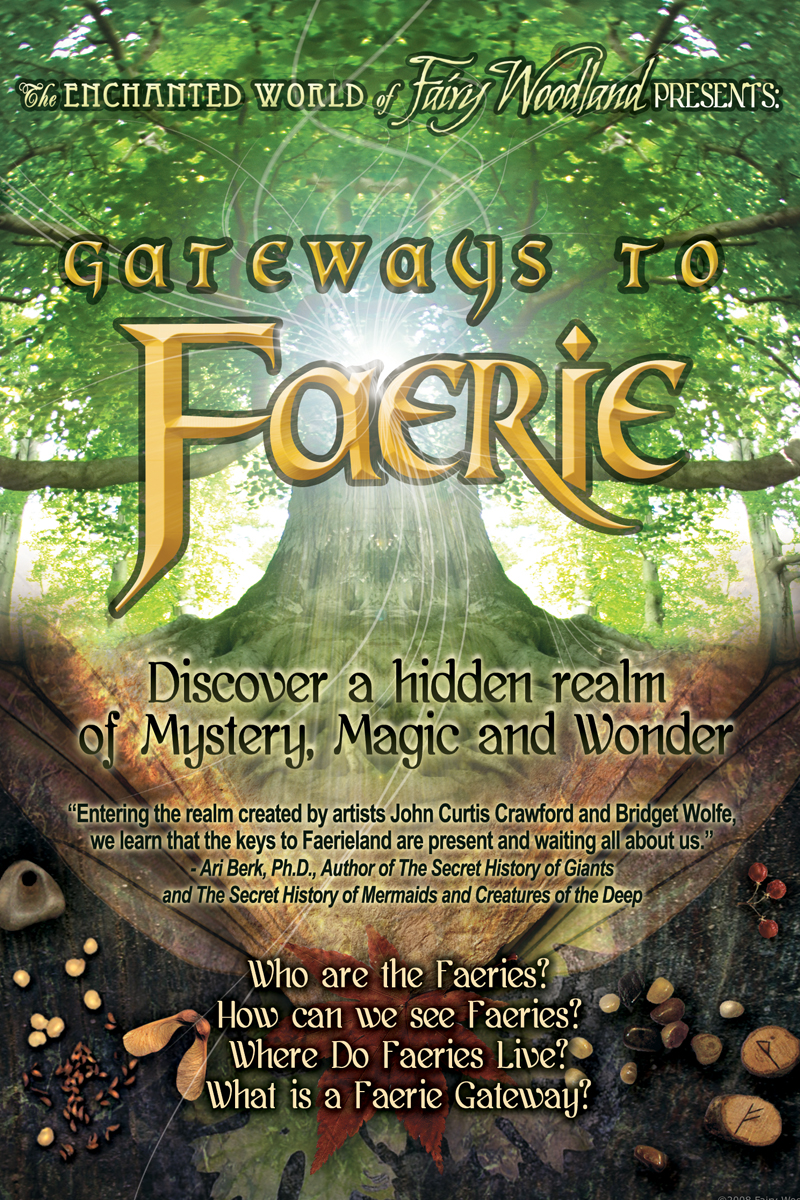 The ENCHANTED WORLD of Fairy Woodland PRESENTS:
GATEWAYS TO
FAERIE
Discover a hidden realm
of Mystery, Magic and Wonder
“Entering the realm created by artists John Curtis Crawford and Bridget Wolfe,
we learn that the keys to Faerieland are present and waiting all about us.”
- Ari Berk, Ph.D., Author of The Secret History of Giants
and The Secret History of Mermaids and Creatures of the Deep
Who are the Faeries?
How can we see Faeries?
Where Do Faeries Live?
What is a Faerie Gateway?
ᚱ
ᚠ
©2008 Fairy Wo